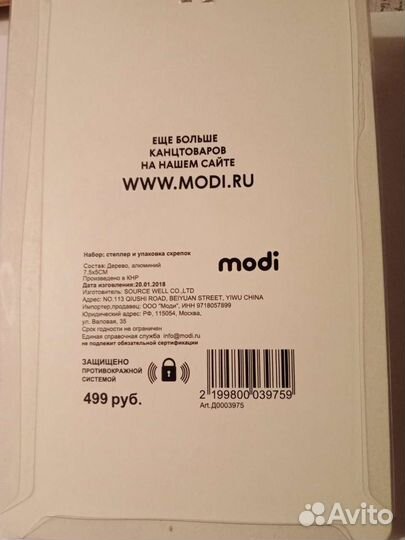 ЕЩЕ БОЛЬШЕ
КАНЦТОВАРОВ
НА НАШЕМ САЙТЕ
WWW.MODI.RU
Набор: степлер и упаковка скрепок
Состав: Дерево, алюминий
7,5х5СМ
Произведено в КНР
Дата изговления:20.01.2018
Изготовитель: SOURCE WELL CO.,LTD
Адрес: NO.113 QIUSHI ROAD, BEIYUAN STREET, YIWU CHINA
Импортер,продавец: ООО "Моди", ИНН 9718057899
Юридический адрес: РФ, 115054, Москва,
ул. Валовая, 35
Срок годности не ограничен
Единая справочная служба info@modi.ru
не подлежит обязательной сертификации
modi
ЗАЩИЩЕНО
ПРОТИВОКРАЖНОЙ
СИСТЕМОЙ
499 руб.
2 199800 039759
Art.Д0003975
Avito